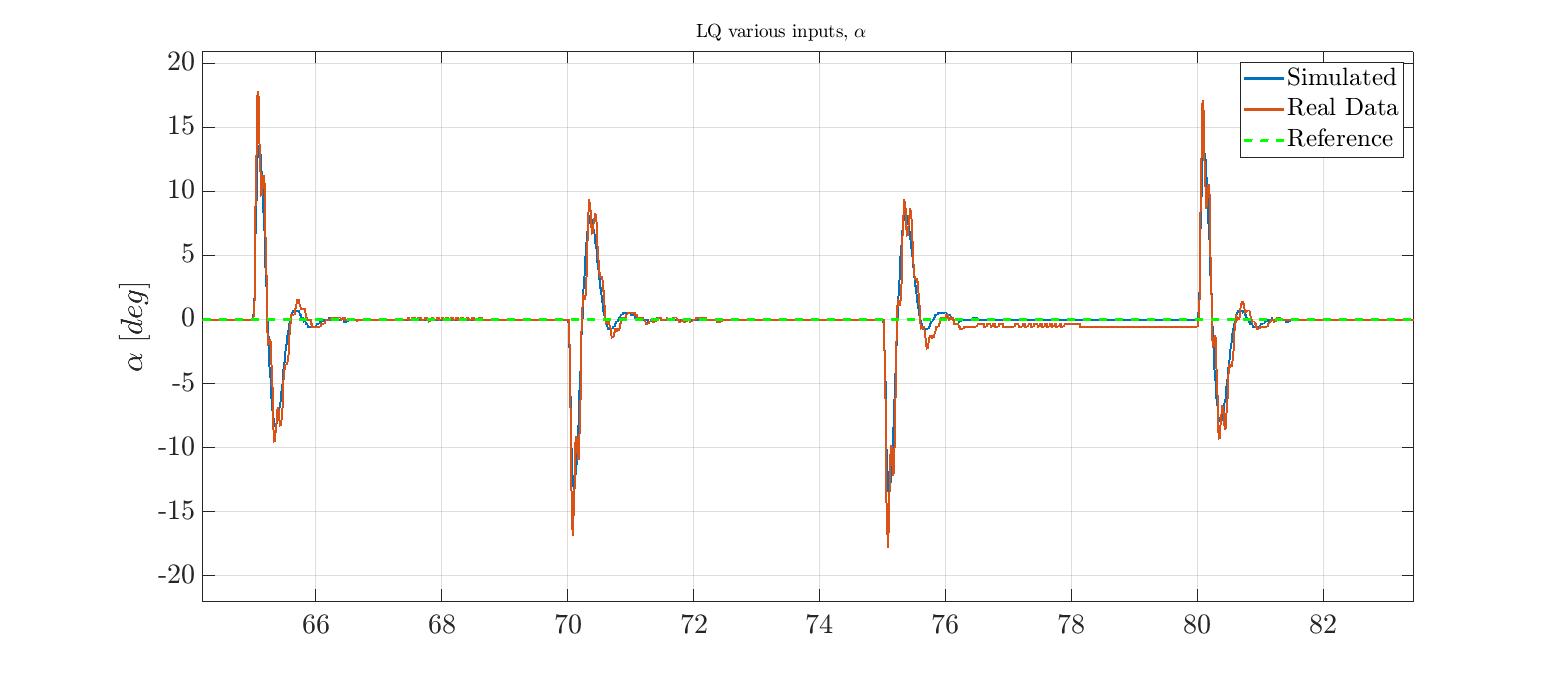 LQ various inputs, α
20
15
10
5
0
-5
-10
-15
-20
α [deg]
Simulated
Real Data
Reference
66 68 70 72 74 76 78 80 82